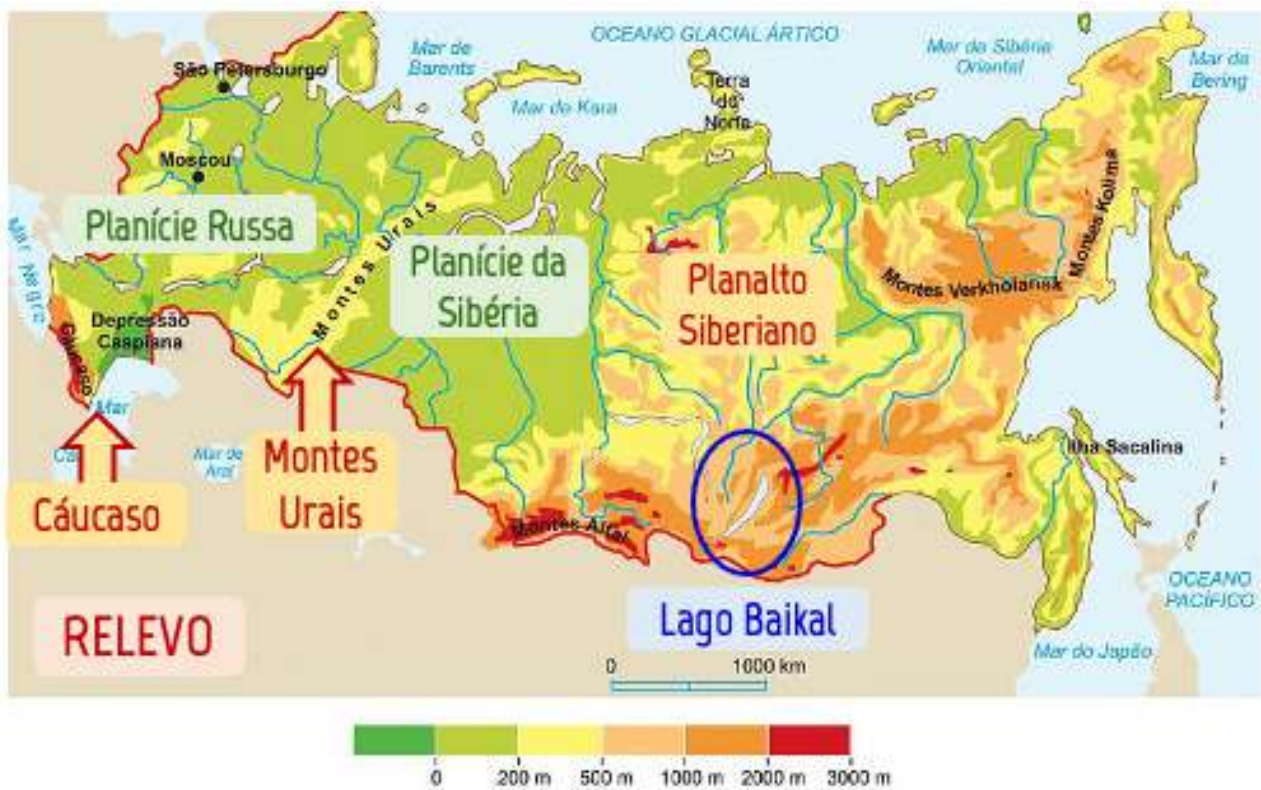 OCEANO GLACIAL ÁRTICO
Mar de
Barents
Mar da Sibéria
Oriental
Mar de
Bering
São Petersburgo
Mar de Kara
Terra
do
Norte
Moscou
Planície Russa
Montes Urais
Planície da
Sibéria
Planalto
Siberiano
Montes Verkhoiansk
Montes Kolima
Mar Negro
Cáucaso
Depressão
Caspiana
Mar
Mar de
Aral
Cáucaso
Montes
Urais
Montes Altai
Ilha Sacalina
Lago Baikal
RELEVO
OCEANO
PACÍFICO
Mar do Japão
0 1000 km
0 200 m 500 m 1000 m 2000 m 3000 m